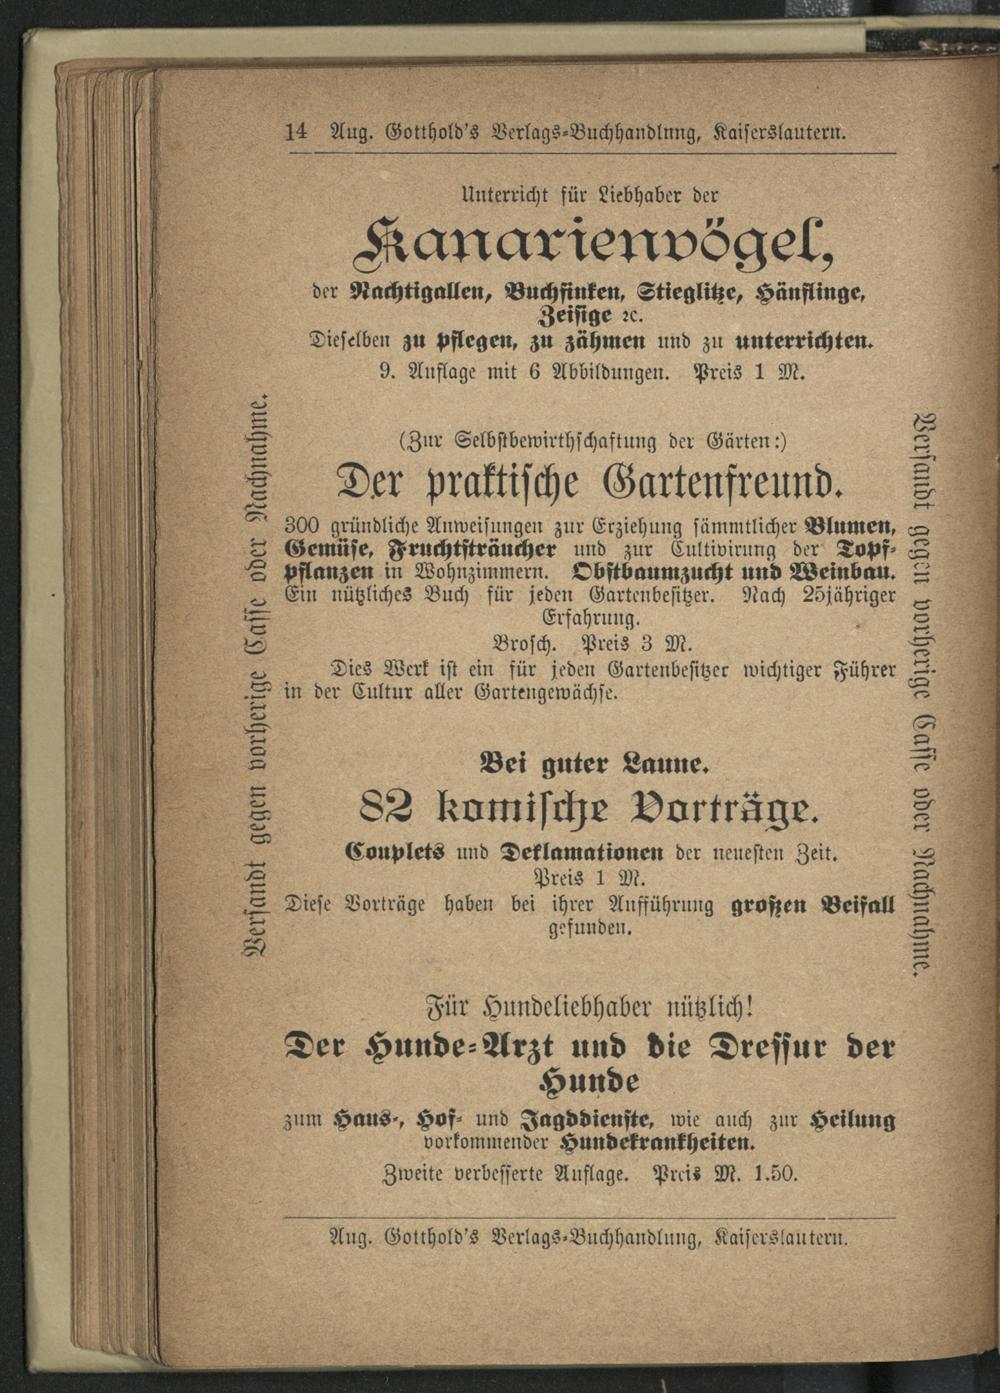 14 Aug. Gotthold's Verlags-Buchhandlung, Kaiserslautern.
Unterricht für Liebhaber der
Kanarienvögel,
der Nachtigallen, Buchfinken, Stieglitze, Hänflinge,
Zeisige ꝛc.
Dieselben zu pflegen, zu zähmen und zu unterrichten.
9. Auflage mit 6 Abbildungen. Preis 1 M.
(Zur Selbstbewirthschaftung der Gärten:)
Der praktische Gartenfreund.
300 gründliche Anweisungen zur Erziehung sämmtlicher Blumen,
Gemüse, Fruchtsträucher und zur Cultivirung der Topf-
pflanzen in Wohnzimmern. Obstbaumzucht und Weinbau.
Ein nützliches Buch für jeden Gartenbesitzer. Nach 25jähriger
Erfahrung.
Brosch. Preis 3 M.
Dies Werk ist ein für jeden Gartenbesitzer wichtiger Führer
in der Cultur aller Gartengewächse.
Bei guter Laune.
82 komische Vorträge.
Couplets und Deklamationen der neuesten Zeit.
Preis 1 M.
Diese Vorträge haben bei ihrer Aufführung großen Beifall
gefunden.
Für Hundeliebhaber nützlich!
Der Hunde-Arzt und die Dressur der
Hunde
zum Haus-, Hof- und Jagddienste, wie auch zur Heilung
vorkommender Hundekrankheiten.
Zweite verbesserte Auflage. Preis M. 1.50.
Aug. Gotthold's Verlags-Buchhandlung, Kaiserslautern.
Versandt gegen vorherige Casse oder Nachnahme.
Versandt gegen vorherige Casse oder Nachnahme.